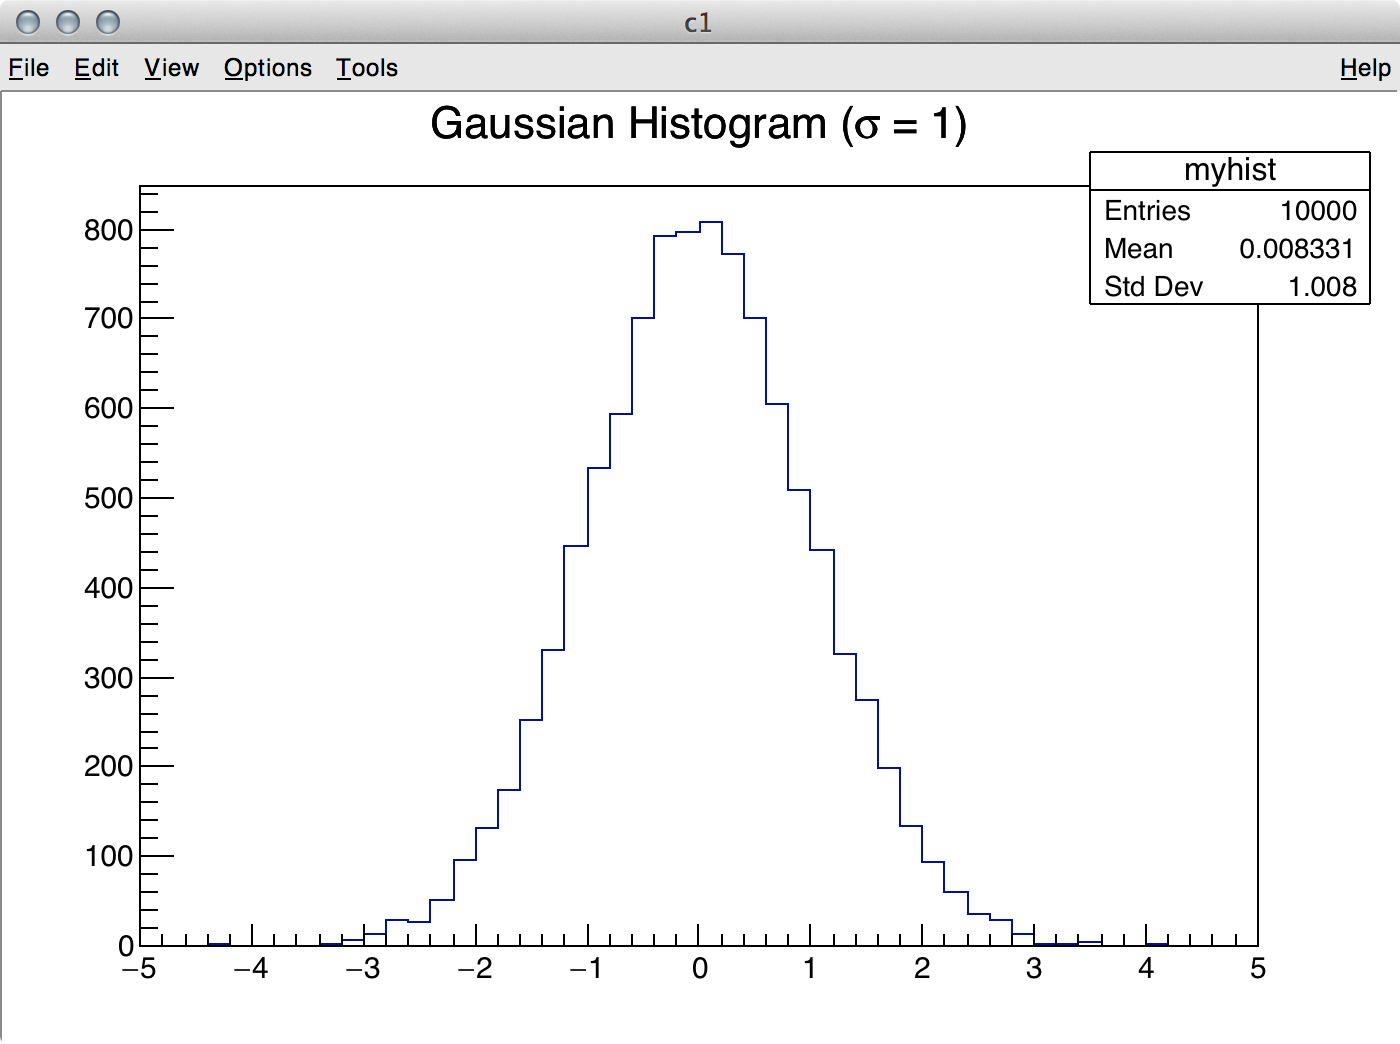 c1
File Edit View Options Tools Help
Gaussian Histogram (σ = 1)
myhist
Entries 10000
Mean 0.008331
Std Dev 1.008
800
700
600
500
400
300
200
100
0
−5 −4 −3 −2 −1 0 1 2 3 4 5